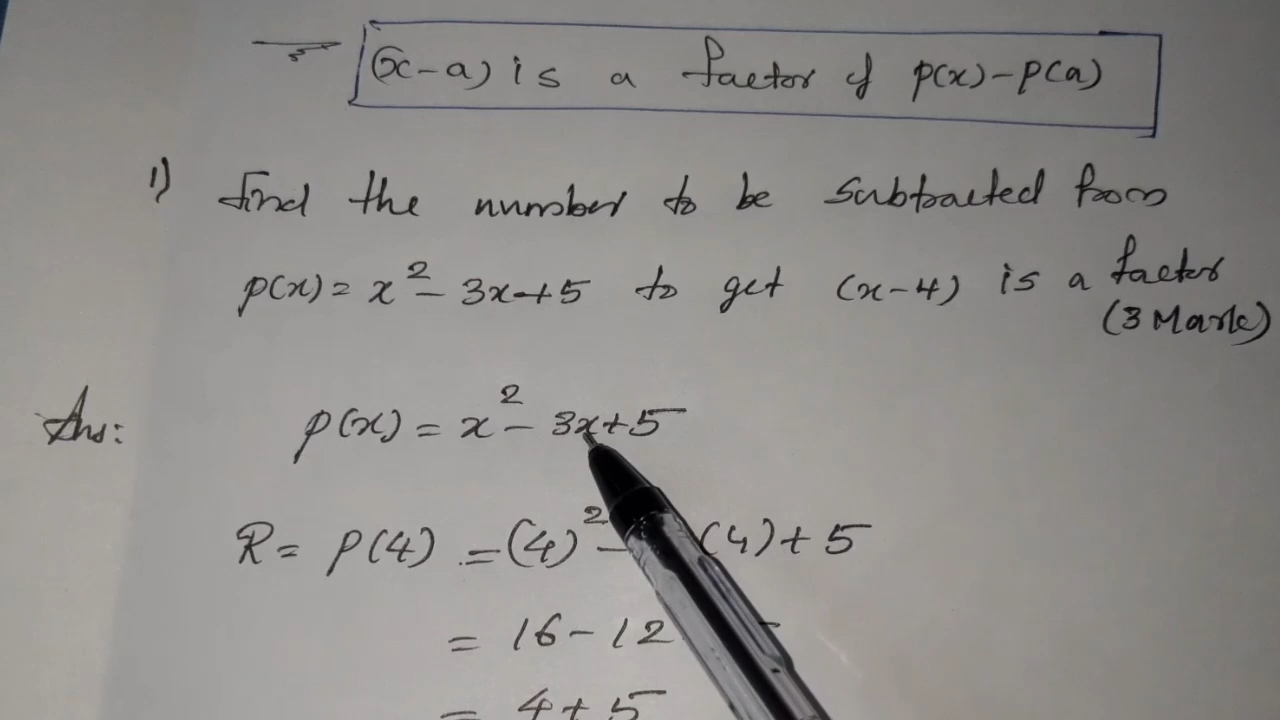 (x-a) is a factor of p(x)-p(a)
1) Find the number to be subtracted from
p(x) = x² - 3x+5 to get (x-4) is a factor
(3 Mark)
Ans: p(x) = x² - 3x+5
R = p(4) = (4)² - (4)+5
= 16-12
= 4+5